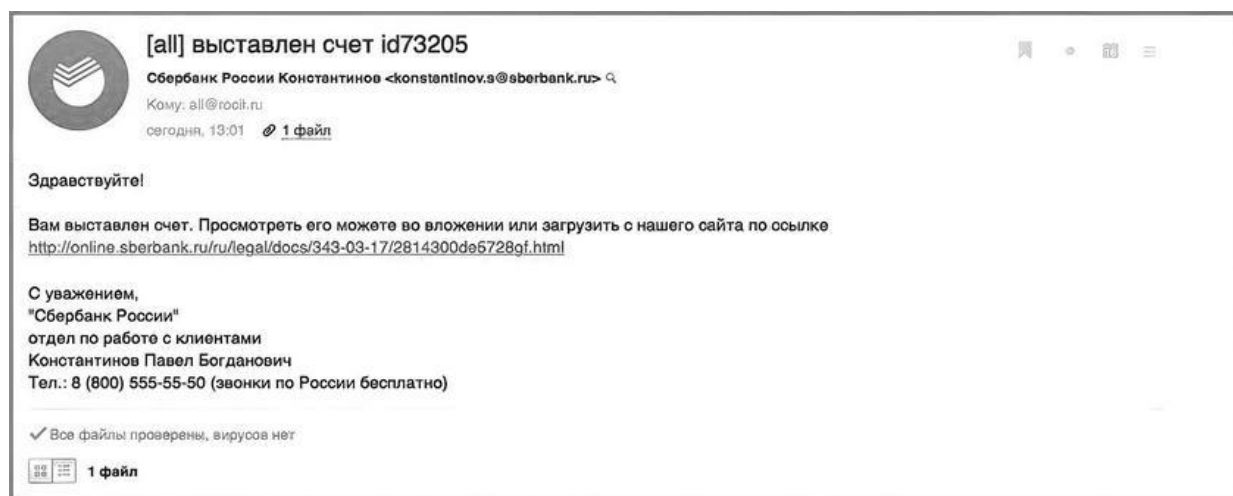 [all] выставлен счет id73205
Сбербанк России Константинов <konstantinov.s@sberbank.ru>
Кому: all@rocit.ru
сегодня, 13:01 1 файл
Здравствуйте!
Вам выставлен счет. Просмотреть его можете во вложении или загрузить с нашего сайта по ссылке
http://online.sberbank.ru/ru/legal/docs/343-03-17/2814300de5728gf.html
С уважением,
"Сбербанк России"
отдел по работе с клиентами
Константинов Павел Богданович
Тел.: 8 (800) 555-55-50 (звонки по России бесплатно)
Все файлы проверены, вирусов нет
1 файл